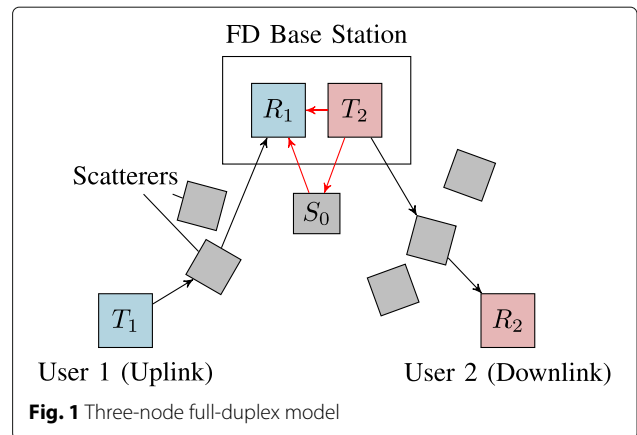 FD Base Station
R₁ T₂
Scatterers
S₀
T₁ R₂
User 1 (Uplink) User 2 (Downlink)
Fig. 1 Three-node full-duplex model